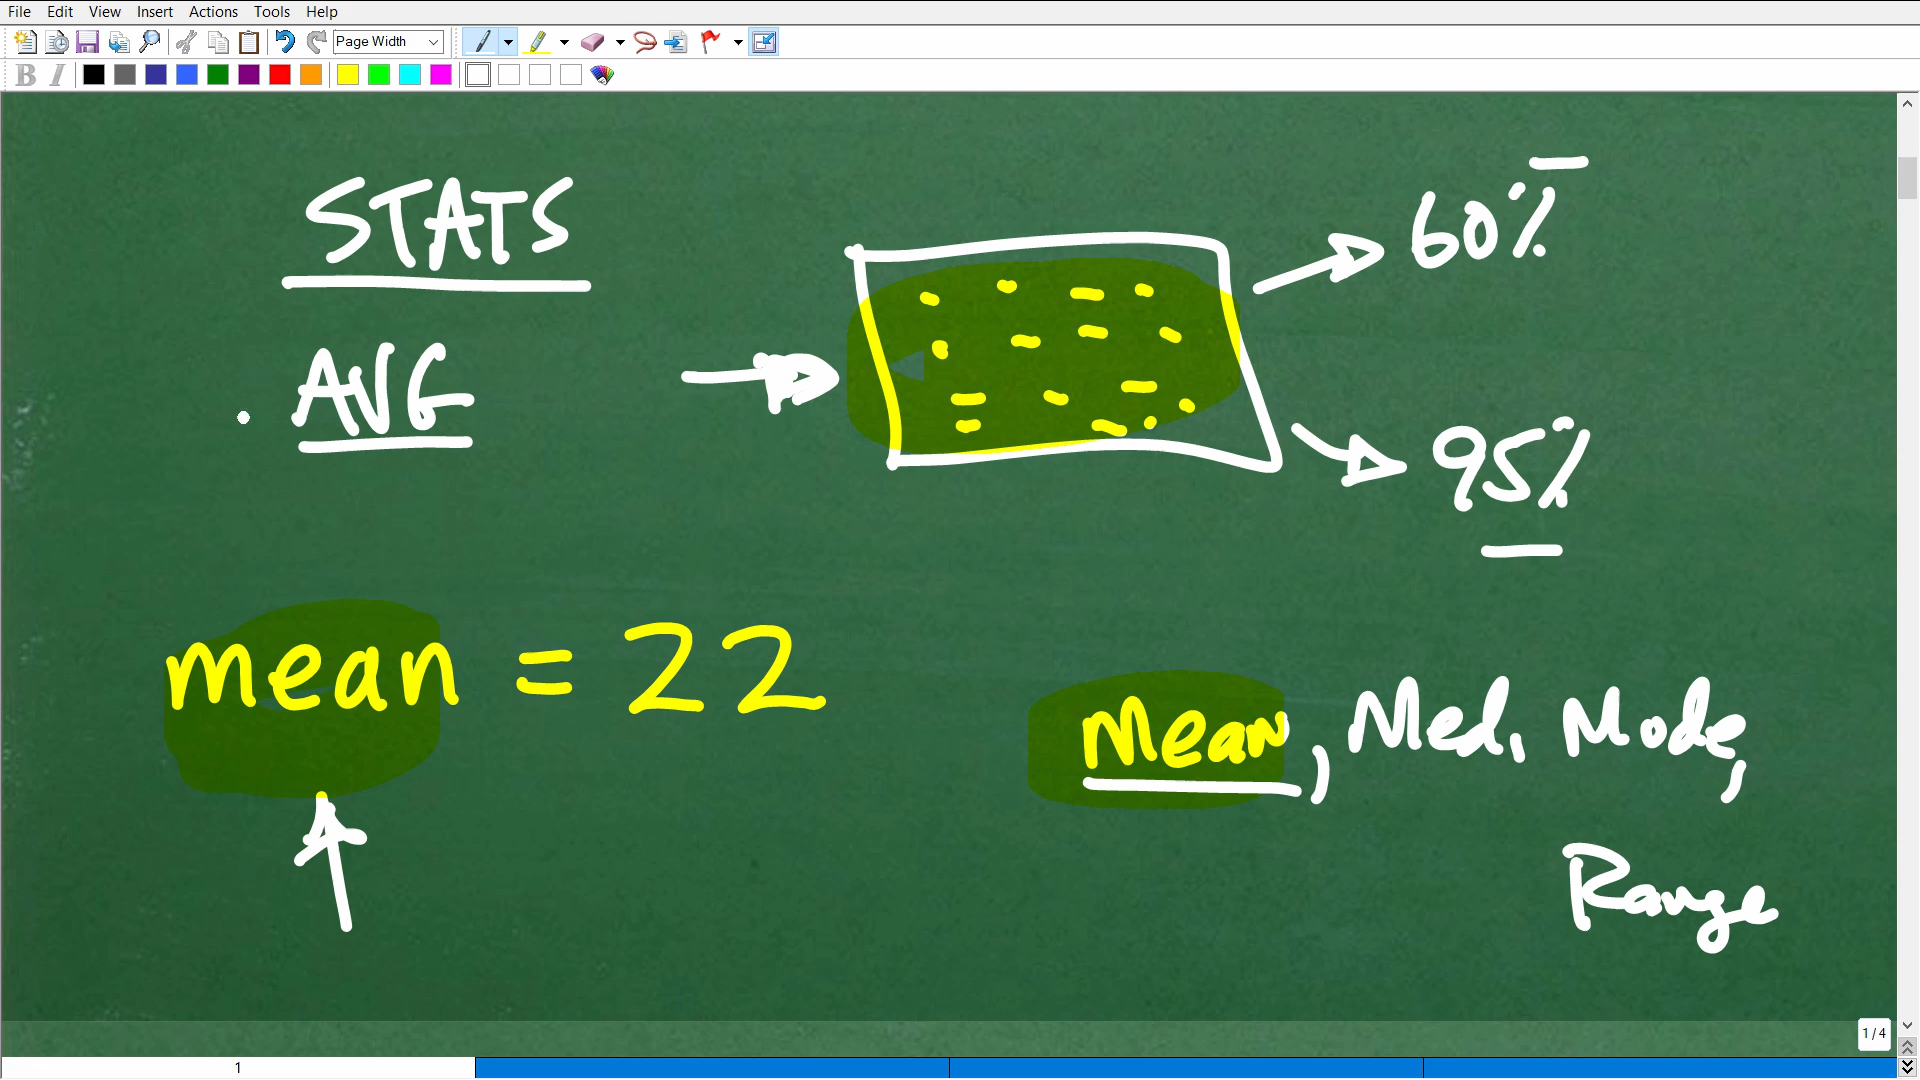 File Edit View Insert Actions Tools Help
Page Width
B I
STATS
60%
AVG
95%
mean = 22
Mean, Med, Mode,
Range
1 / 4
1